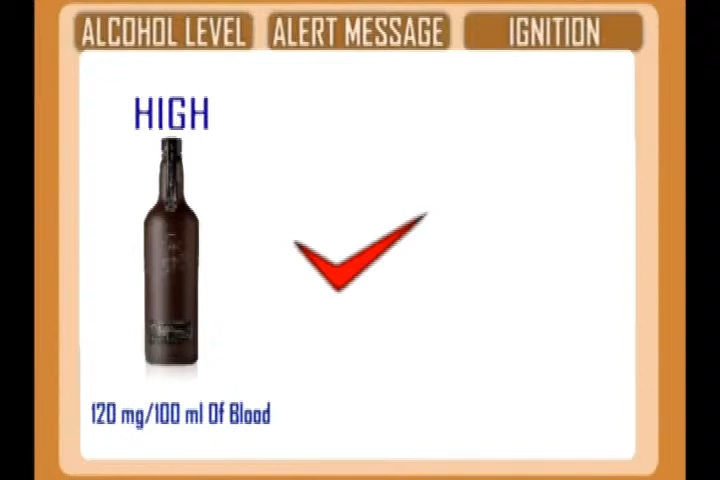 ALCOHOL LEVEL
ALERT MESSAGE
IGNITION
HIGH
120 mg/100 ml Of Blood